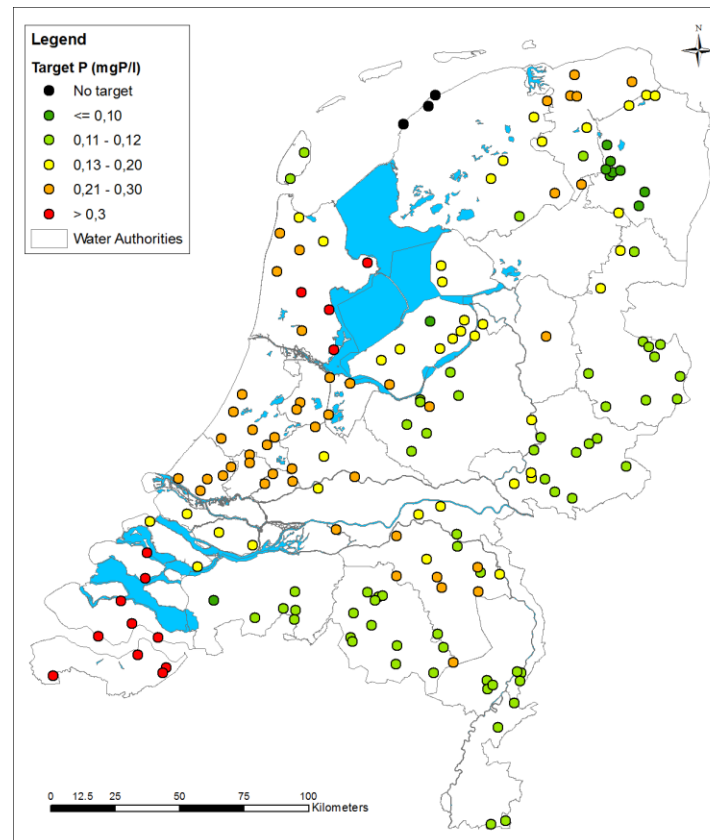 Legend
Target P (mgP/l)
No target
<= 0,10
0,11 - 0,12
0,13 - 0,20
0,21 - 0,30
> 0,3
Water Authorities
N
0 12.5 25 50 75 100
Kilometers